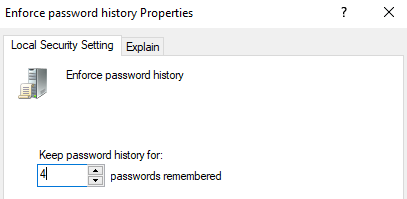 Enforce password history Properties
? ×
Local Security Setting Explain
Enforce password history
Keep password history for:
4 passwords remembered